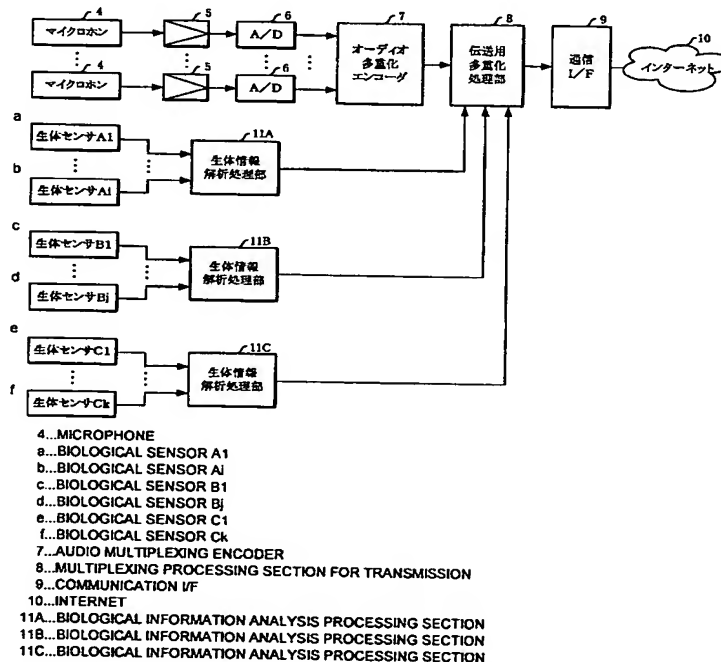 4
マイクロホン
5
6
A/D
7
オーディオ
多重化
エンコーダ
8
伝送用
多重化
処理部
9
通信
I/F
10
インターネット
4
マイクロホン
5
6
A/D
a
生体センサA1
b
生体センサAi
11A
生体情報
解析処理部
c
生体センサB1
d
生体センサBj
11B
生体情報
解析処理部
e
生体センサC1
f
生体センサCk
11C
生体情報
解析処理部
4...MICROPHONE
a...BIOLOGICAL SENSOR A1
b...BIOLOGICAL SENSOR Ai
c...BIOLOGICAL SENSOR B1
d...BIOLOGICAL SENSOR Bj
e...BIOLOGICAL SENSOR C1
f...BIOLOGICAL SENSOR Ck
7...AUDIO MULTIPLEXING ENCODER
8...MULTIPLEXING PROCESSING SECTION FOR TRANSMISSION
9...COMMUNICATION I/F
10...INTERNET
11A...BIOLOGICAL INFORMATION ANALYSIS PROCESSING SECTION
11B...BIOLOGICAL INFORMATION ANALYSIS PROCESSING SECTION
11C...BIOLOGICAL INFORMATION ANALYSIS PROCESSING SECTION